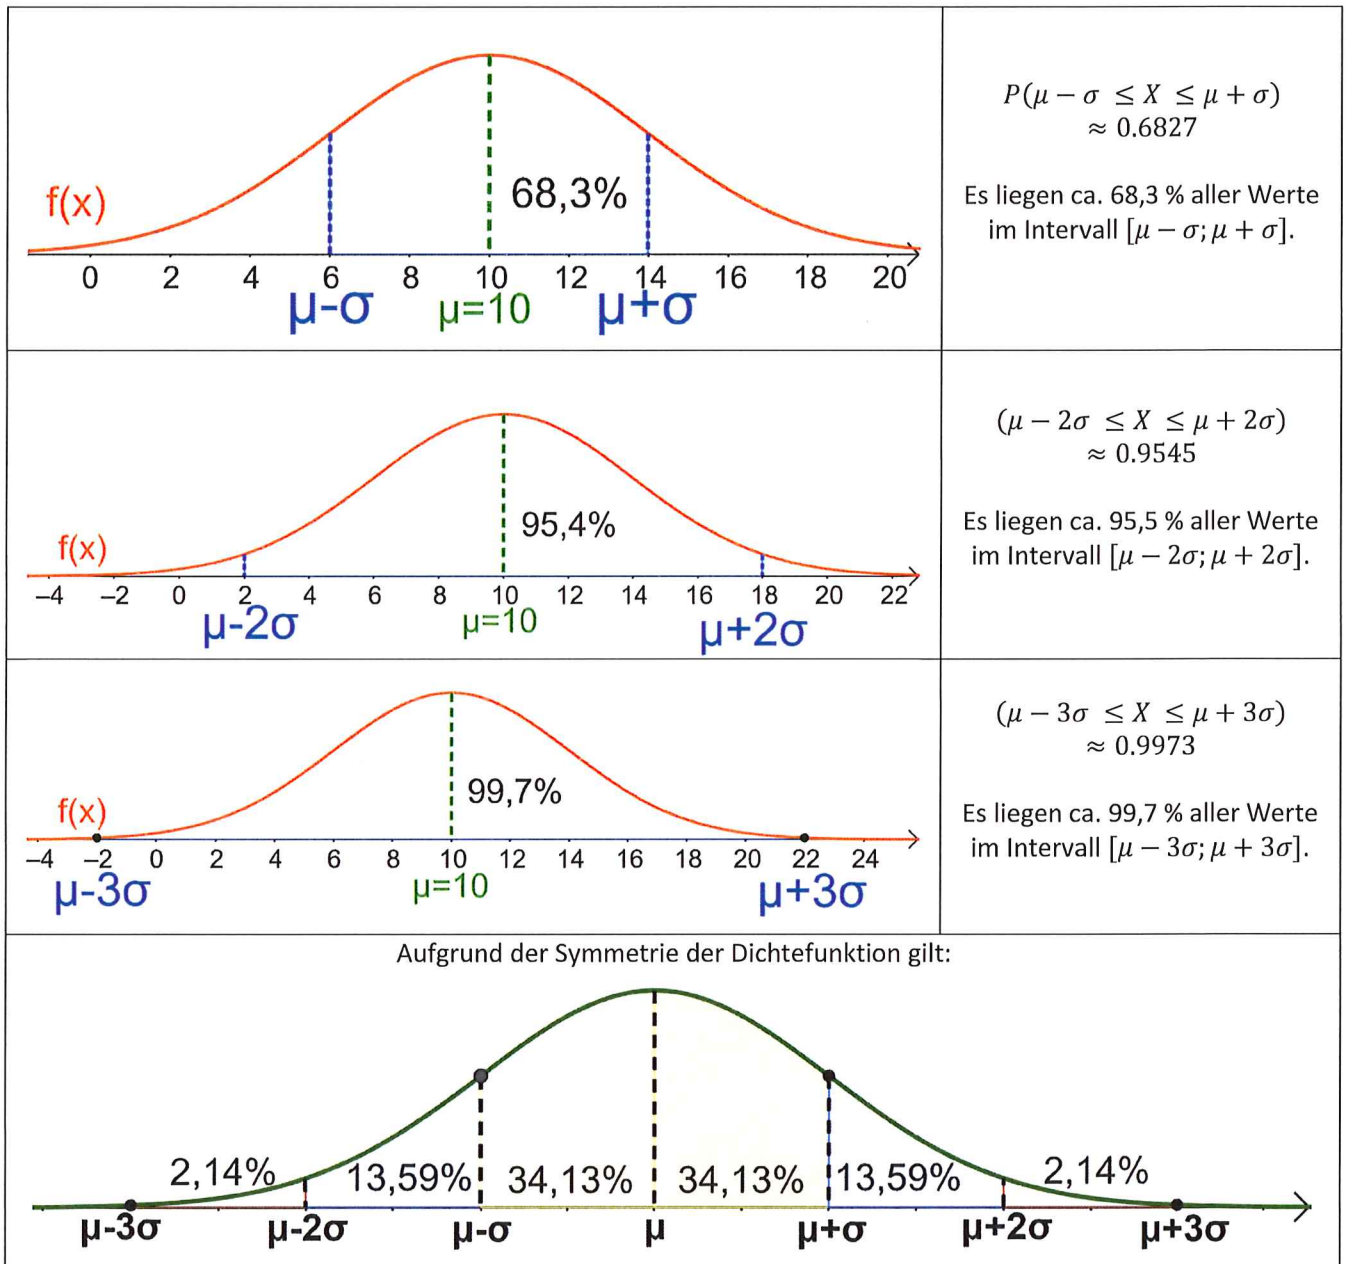 f(x)
68,3%
0 2 4 6 8 10 12 14 16 18 20
μ-σ μ=10 μ+σ
P(μ − σ ≤ X ≤ μ + σ)
≈ 0.6827
Es liegen ca. 68,3 % aller Werte
im Intervall [μ − σ; μ + σ].
f(x)
95,4%
−4 −2 0 2 4 6 8 10 12 14 16 18 20 22
μ-2σ μ=10 μ+2σ
(μ − 2σ ≤ X ≤ μ + 2σ)
≈ 0.9545
Es liegen ca. 95,5 % aller Werte
im Intervall [μ − 2σ; μ + 2σ].
f(x)
99,7%
−4 −2 0 2 4 6 8 10 12 14 16 18 20 22 24
μ-3σ μ=10 μ+3σ
(μ − 3σ ≤ X ≤ μ + 3σ)
≈ 0.9973
Es liegen ca. 99,7 % aller Werte
im Intervall [μ − 3σ; μ + 3σ].
Aufgrund der Symmetrie der Dichtefunktion gilt:
2,14% 13,59% 34,13% 34,13% 13,59% 2,14%
μ-3σ μ-2σ μ-σ μ μ+σ μ+2σ μ+3σ